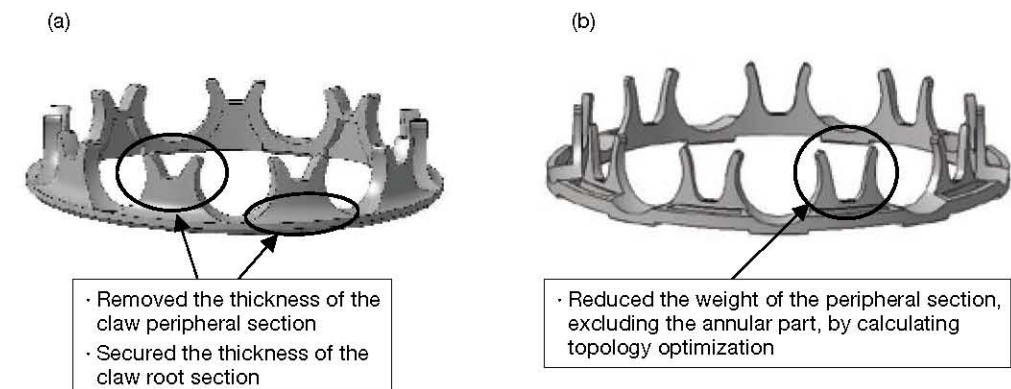 (a)
· Removed the thickness of the
claw peripheral section
· Secured the thickness of the
claw root section
(b)
· Reduced the weight of the peripheral section,
excluding the annular part, by calculating
topology optimization